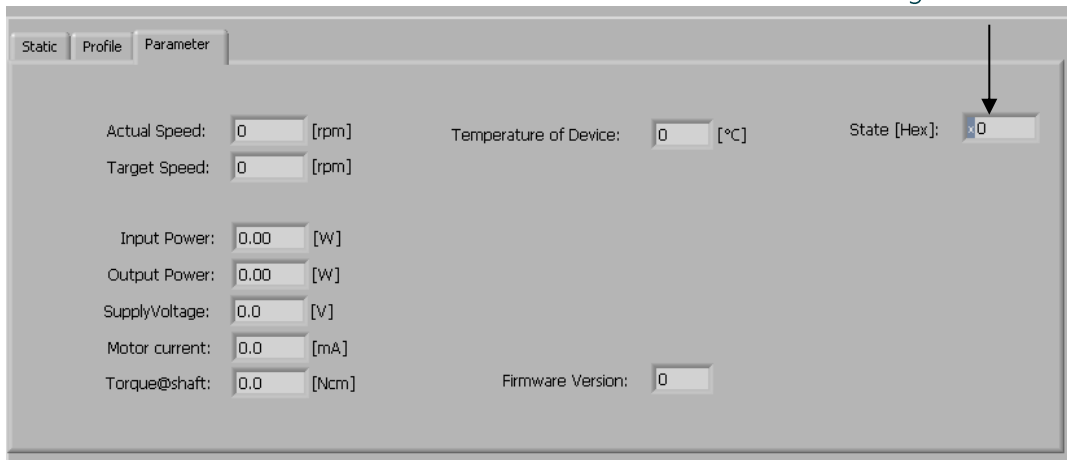 Static Profile Parameter
Actual Speed: 0 [rpm] Temperature of Device: 0 [°C] State [Hex]: x0
Target Speed: 0 [rpm]
Input Power: 0.00 [W]
Output Power: 0.00 [W]
SupplyVoltage: 0.0 [V]
Motor current: 0.0 [mA]
Torque@shaft: 0.0 [Ncm] Firmware Version: 0